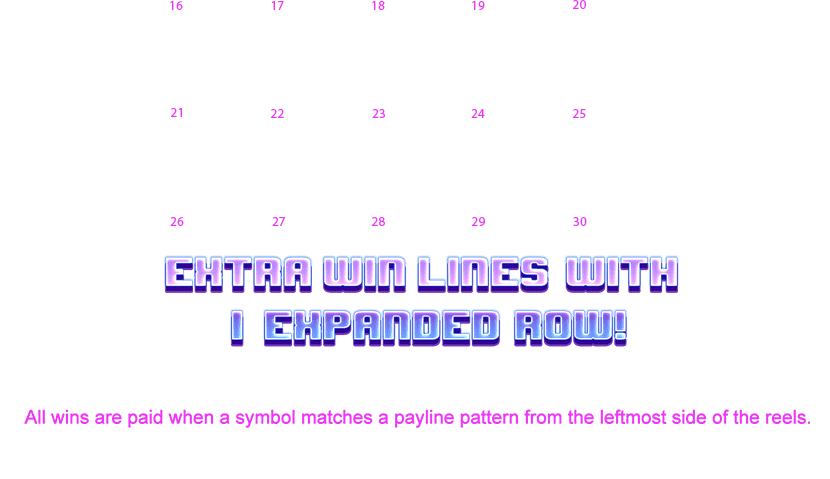 16 17 18 19 20
21 22 23 24 25
26 27 28 29 30
EXTRA WIN LINES WITH
1 EXPANDED ROW!
All wins are paid when a symbol matches a payline pattern from the leftmost side of the reels.